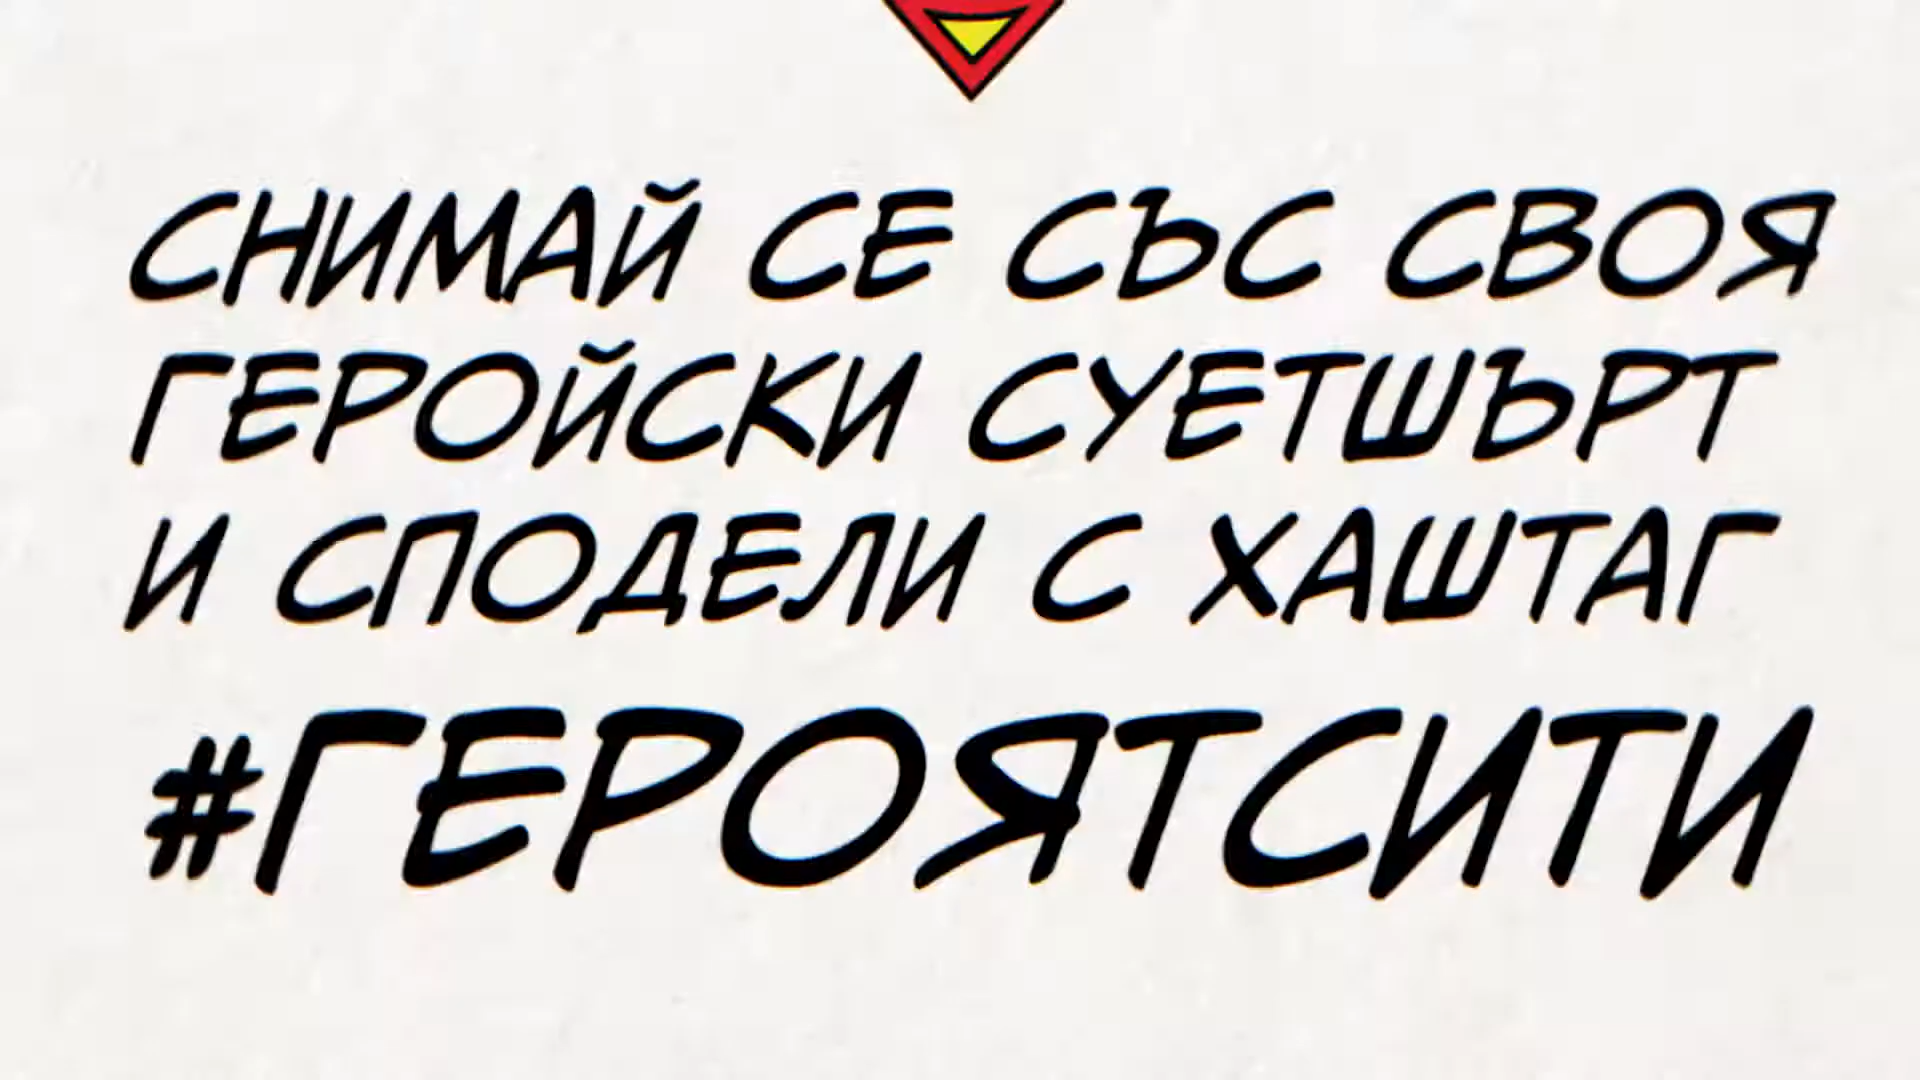 СНИМАЙ СЕ СЪС СВОЯ
ГЕРОЙСКИ СУЕТШЪРТ
И СПОДЕЛИ С ХАШТАГ
#ГЕРОЯТСИТИ